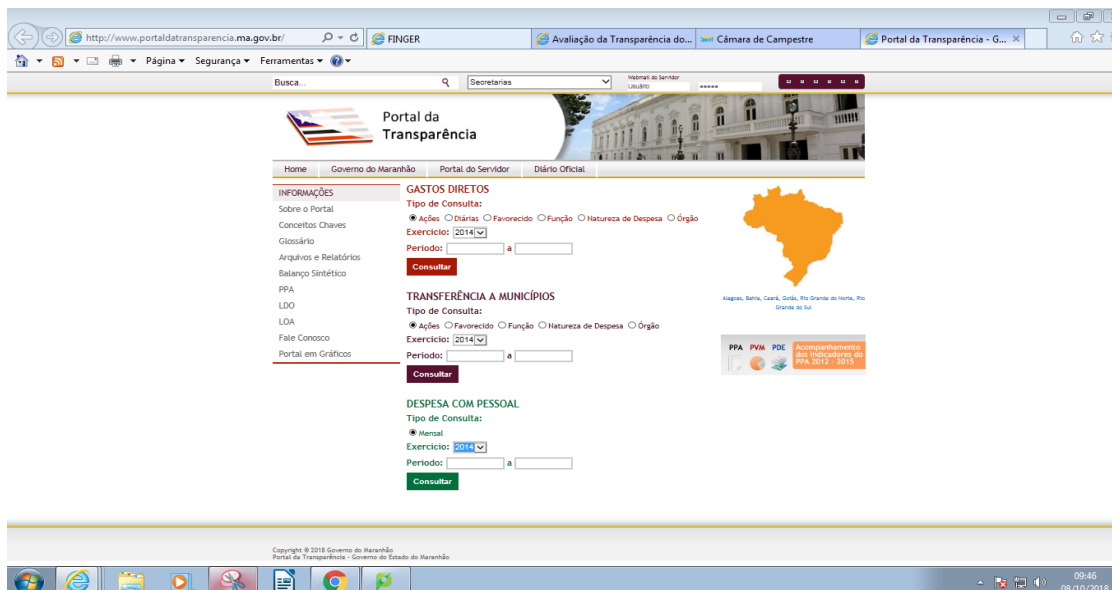 http://www.portaldatransparencia.ma.gov.br/
FINGER
Avaliação da Transparência do...
Câmara de Campestre
Portal da Transparência - G...
Página Segurança Ferramentas
Busca...
Secretarias
Webmail do Servidor
Usuário
•••••
Portal da
Transparência
Home Governo do Maranhão Portal do Servidor Diário Oficial
INFORMAÇÕES
Sobre o Portal
Conceitos Chaves
Glossário
Arquivos e Relatórios
Balanço Sintético
PPA
LDO
LOA
Fale Conosco
Portal em Gráficos
GASTOS DIRETOS
Tipo de Consulta:
Ações Diárias Favorecido Função Natureza de Despesa Órgão
Exercício: 2014
Período: a
Consultar
TRANSFERÊNCIA A MUNICÍPIOS
Tipo de Consulta:
Ações Favorecido Função Natureza de Despesa Órgão
Exercício: 2014
Período: a
Consultar
DESPESA COM PESSOAL
Tipo de Consulta:
Mensal
Exercício: 2014
Período: a
Consultar
Alagoas, Bahia, Ceará, Goiás, Rio Grande do Norte, Rio
Grande do Sul
PPA PVM PDE
Acompanhamento
dos Indicadores do
PPA 2012 - 2015
Copyright © 2018 Governo do Maranhão
Portal da Transparência - Governo do Estado do Maranhão
09:46
08/10/2018